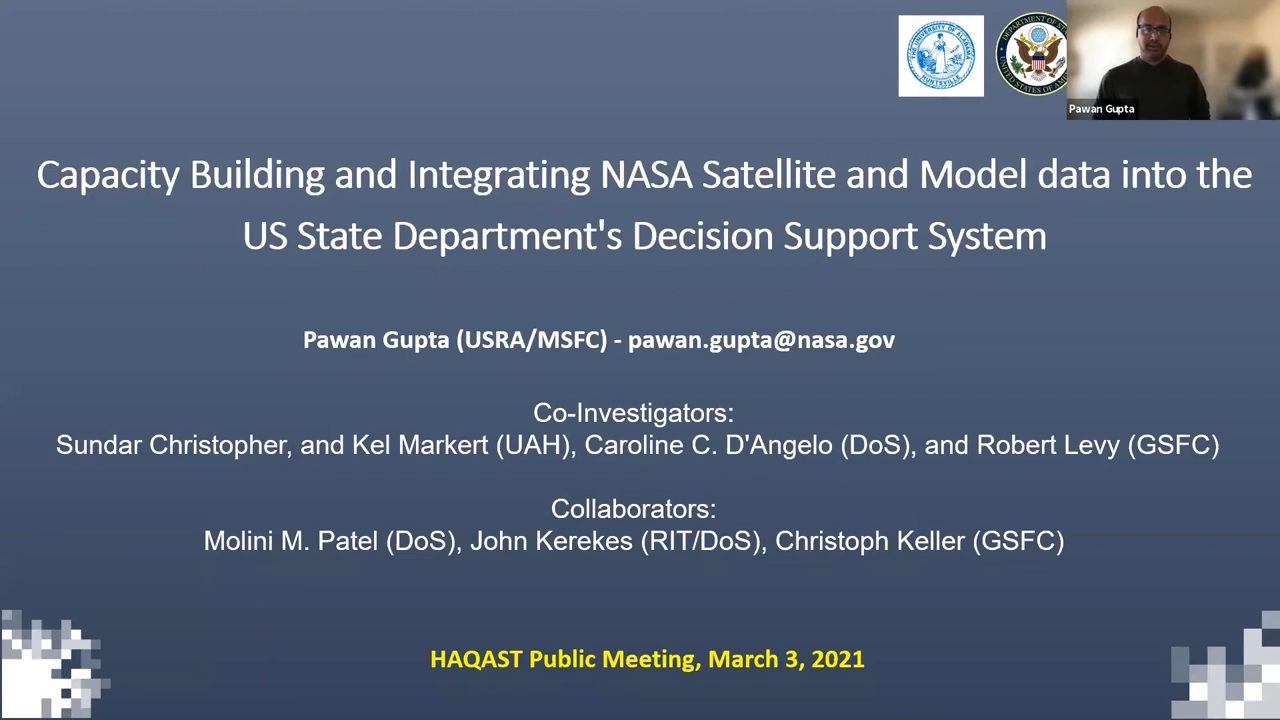 Pawan Gupta
Capacity Building and Integrating NASA Satellite and Model data into the
US State Department's Decision Support System
Pawan Gupta (USRA/MSFC) - pawan.gupta@nasa.gov
Co-Investigators:
Sundar Christopher, and Kel Markert (UAH), Caroline C. D'Angelo (DoS), and Robert Levy (GSFC)
Collaborators:
Molini M. Patel (DoS), John Kerekes (RIT/DoS), Christoph Keller (GSFC)
HAQAST Public Meeting, March 3, 2021